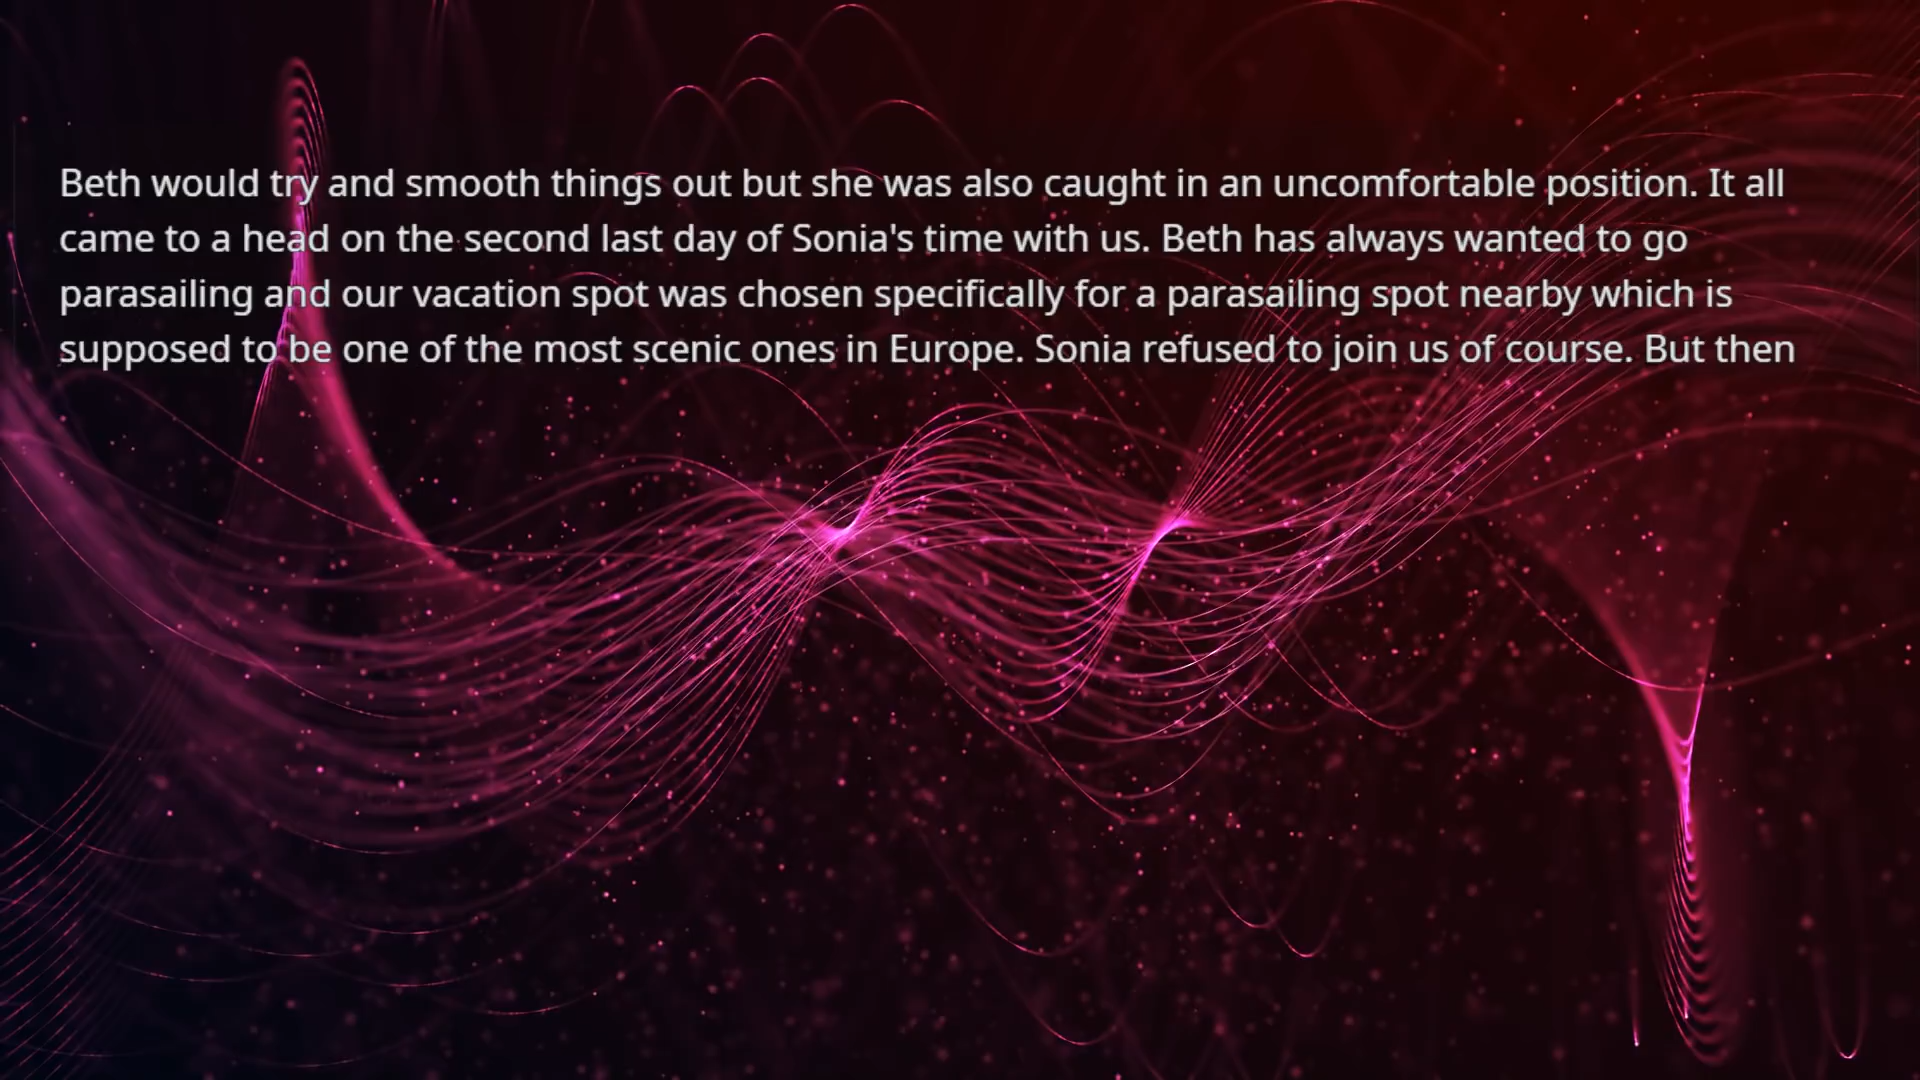 Beth would try and smooth things out but she was also caught in an uncomfortable position. It all
came to a head on the second last day of Sonia's time with us. Beth has always wanted to go
parasailing and our vacation spot was chosen specifically for a parasailing spot nearby which is
supposed to be one of the most scenic ones in Europe. Sonia refused to join us of course. But then